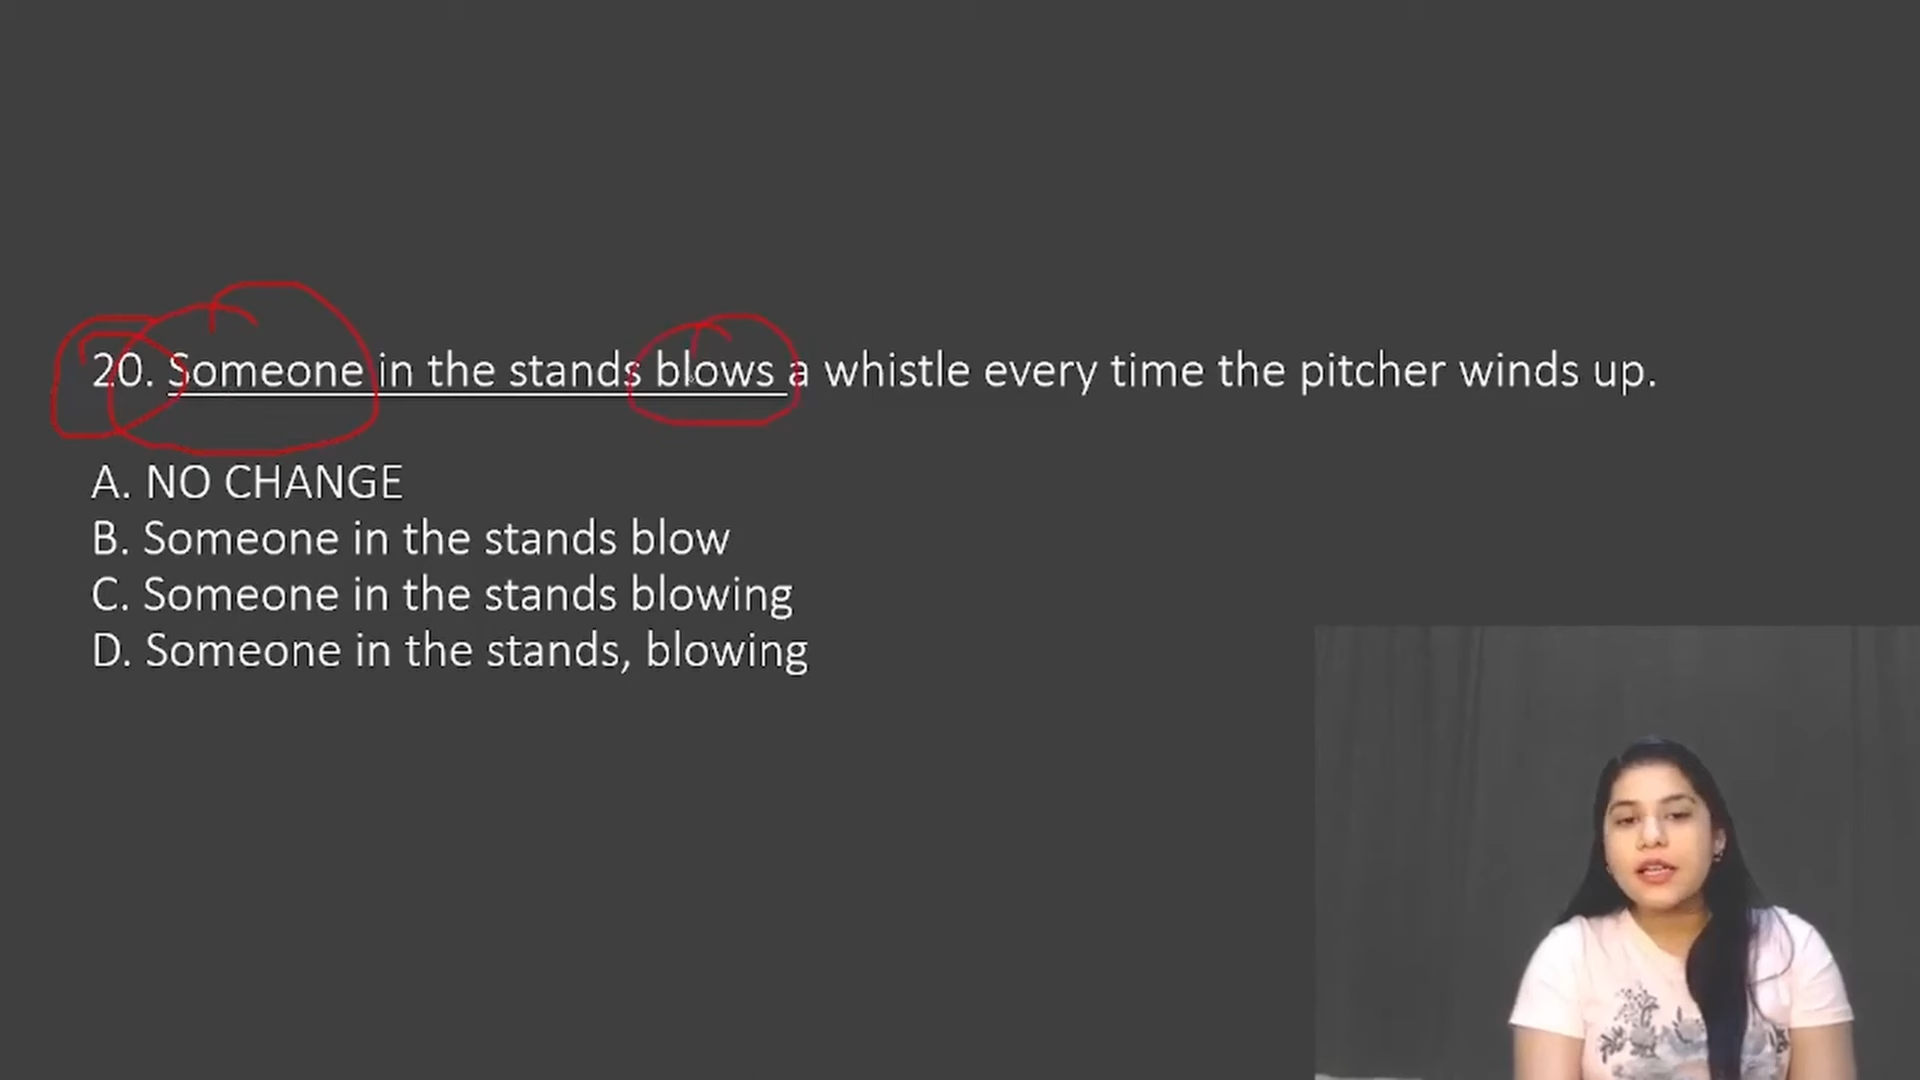 20. Someone in the stands blows a whistle every time the pitcher winds up.
A. NO CHANGE
B. Someone in the stands blow
C. Someone in the stands blowing
D. Someone in the stands, blowing